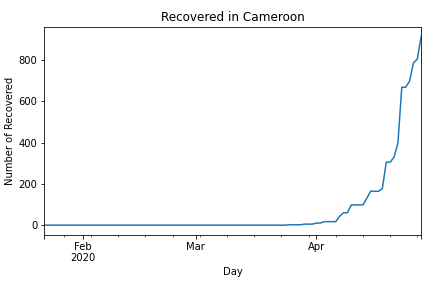 Recovered in Cameroon
Number of Recovered
800
600
400
200
0
Feb
2020
Mar
Apr
Day